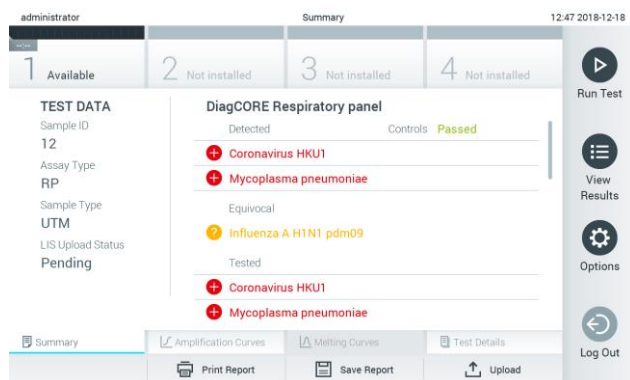 administrator Summary 12:47 2018-12-18
1 Available 2 Not installed 3 Not installed 4 Not installed
Run Test
TEST DATA
Sample ID
12
Assay Type
RP
Sample Type
UTM
LIS Upload Status
Pending
DiagCORE Respiratory panel
Detected Controls Passed
Coronavirus HKU1
Mycoplasma pneumoniae
Equivocal
? Influenza A H1N1 pdm09
Tested
Coronavirus HKU1
Mycoplasma pneumoniae
View
Results
Options
Log Out
Summary Amplification Curves Melting Curves Test Details
Print Report Save Report Upload